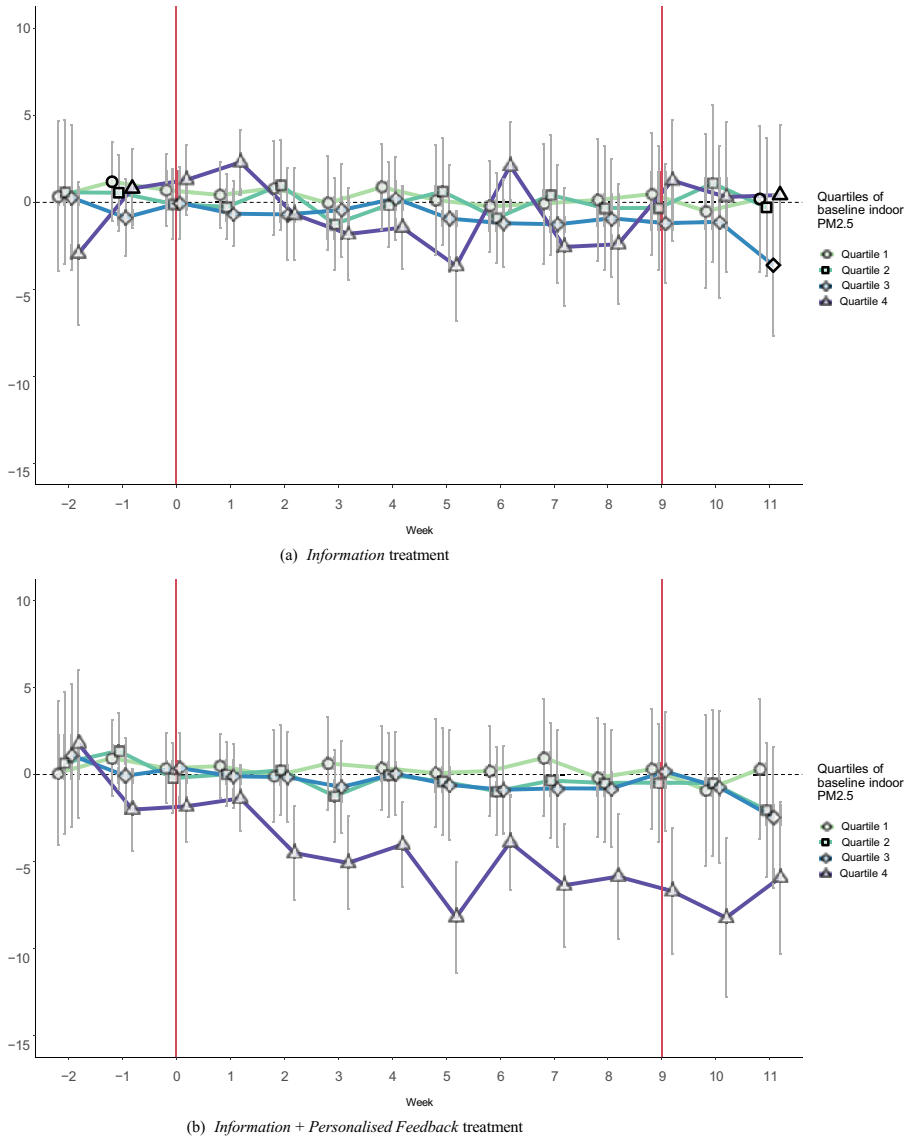 10
5
0
−5
−10
−15
−2 −1 0 1 2 3 4 5 6 7 8 9 10 11
Week
Quartiles of
baseline indoor
PM2.5
Quartile 1
Quartile 2
Quartile 3
Quartile 4
(a) Information treatment
10
5
0
−5
−10
−15
−2 −1 0 1 2 3 4 5 6 7 8 9 10 11
Week
Quartiles of
baseline indoor
PM2.5
Quartile 1
Quartile 2
Quartile 3
Quartile 4
(b) Information + Personalised Feedback treatment